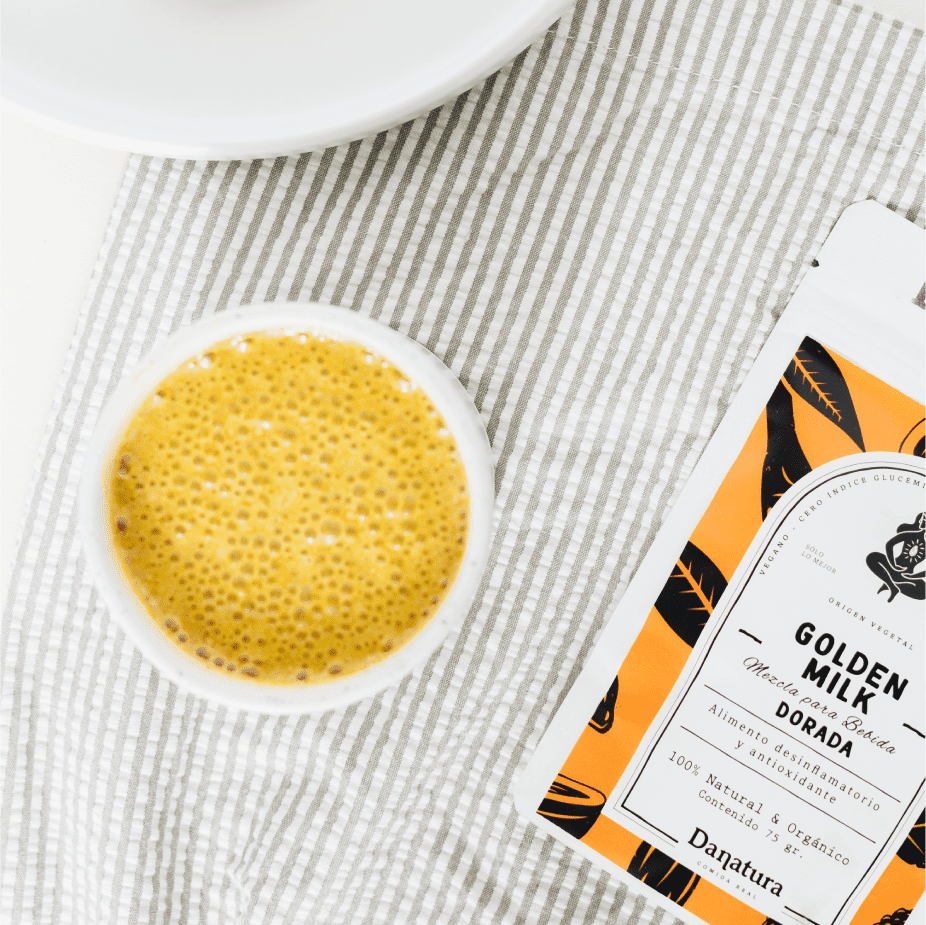 VEGANO - CERO INDICE GLUCEMI
SOLO
LO MEJOR
ORIGEN VEGETAL
GOLDEN
MILK
Mezcla para Bebida
DORADA
Alimento desinflamatorio
y antioxidante
100% Natural & Orgánico
Contenido 75 gr.
Danatura
COMIDA REAL